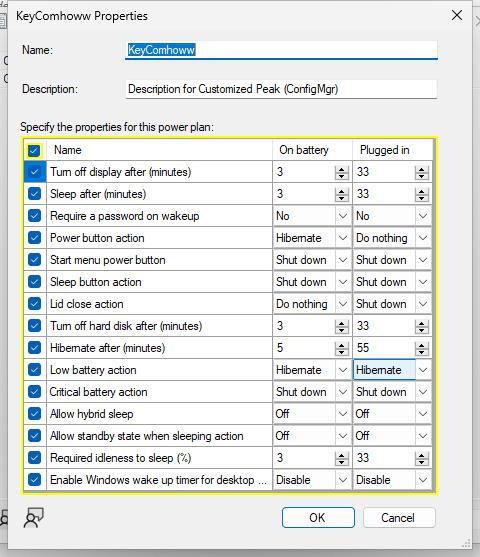 KeyComhoww Properties
Name: KeyComhoww
Description: Description for Customized Peak (ConfigMgr)
Specify the properties for this power plan:
Name On battery Plugged in
Turn off display after (minutes) 3 33
Sleep after (minutes) 3 33
Require a password on wakeup No No
Power button action Hibernate Do nothing
Start menu power button Shut down Shut down
Sleep button action Shut down Shut down
Lid close action Do nothing Shut down
Turn off hard disk after (minutes) 3 33
Hibernate after (minutes) 5 55
Low battery action Hibernate Hibernate
Critical battery action Shut down Shut down
Allow hybrid sleep Off Off
Allow standby state when sleeping action Off Off
Required idleness to sleep (%) 3 33
Enable Windows wake up timer for desktop ... Disable Disable
OK Cancel